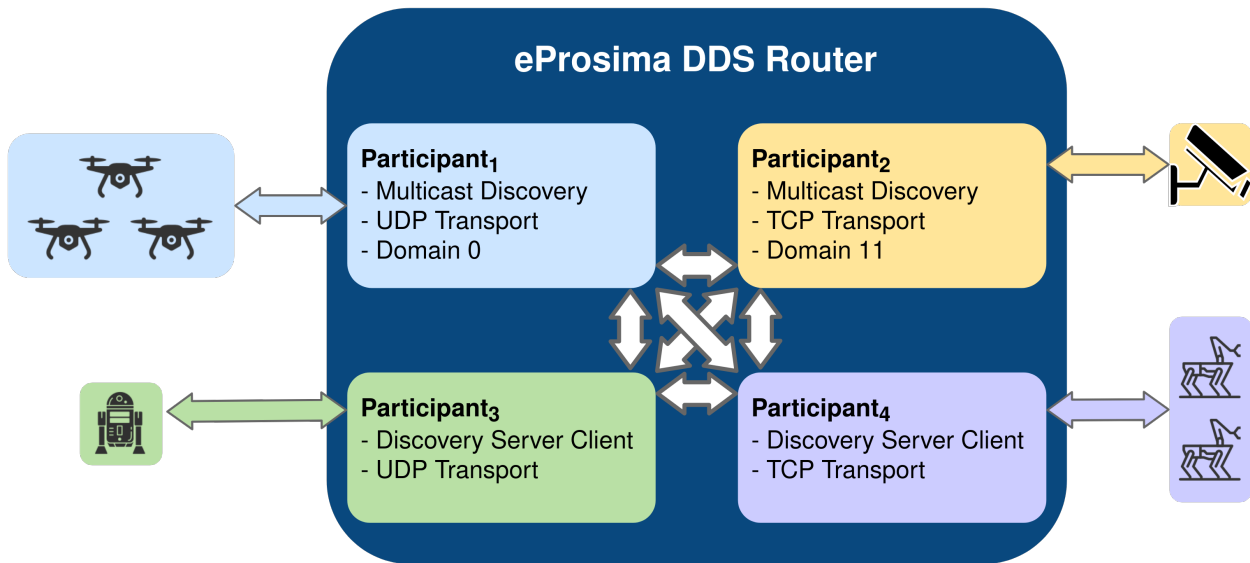 eProsima DDS Router
Participant1
- Multicast Discovery
- UDP Transport
- Domain 0
Participant2
- Multicast Discovery
- TCP Transport
- Domain 11
Participant3
- Discovery Server Client
- UDP Transport
Participant4
- Discovery Server Client
- TCP Transport